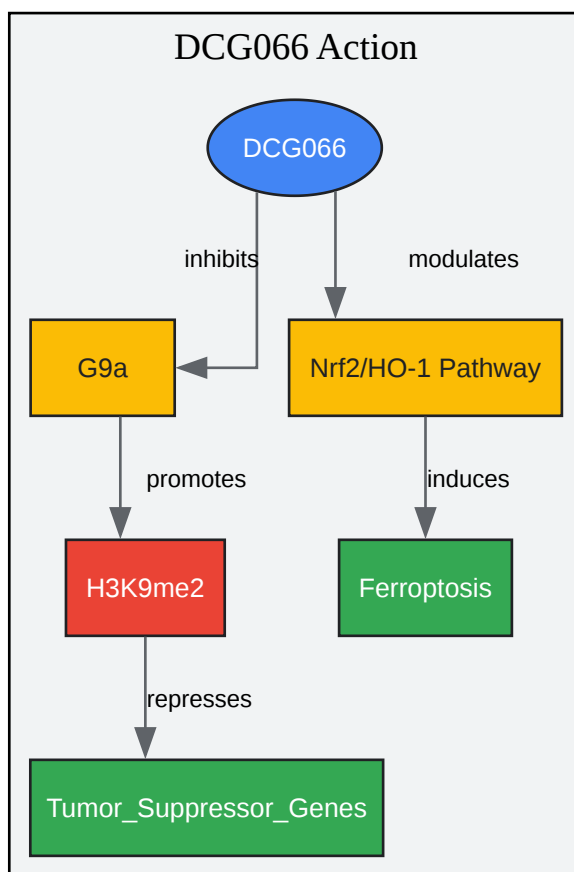 DCG066 Action
DCG066
inhibits
modulates
G9a
Nrf2/HO-1 Pathway
promotes
induces
H3K9me2
Ferroptosis
represses
Tumor_Suppressor_Genes